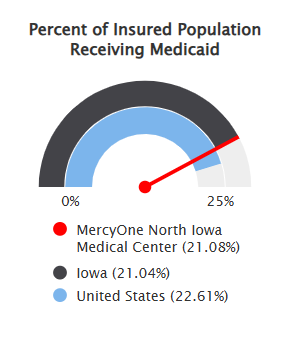 Percent of Insured Population
Receiving Medicaid
0%
25%
MercyOne North Iowa
Medical Center (21.08%)
Iowa (21.04%)
United States (22.61%)